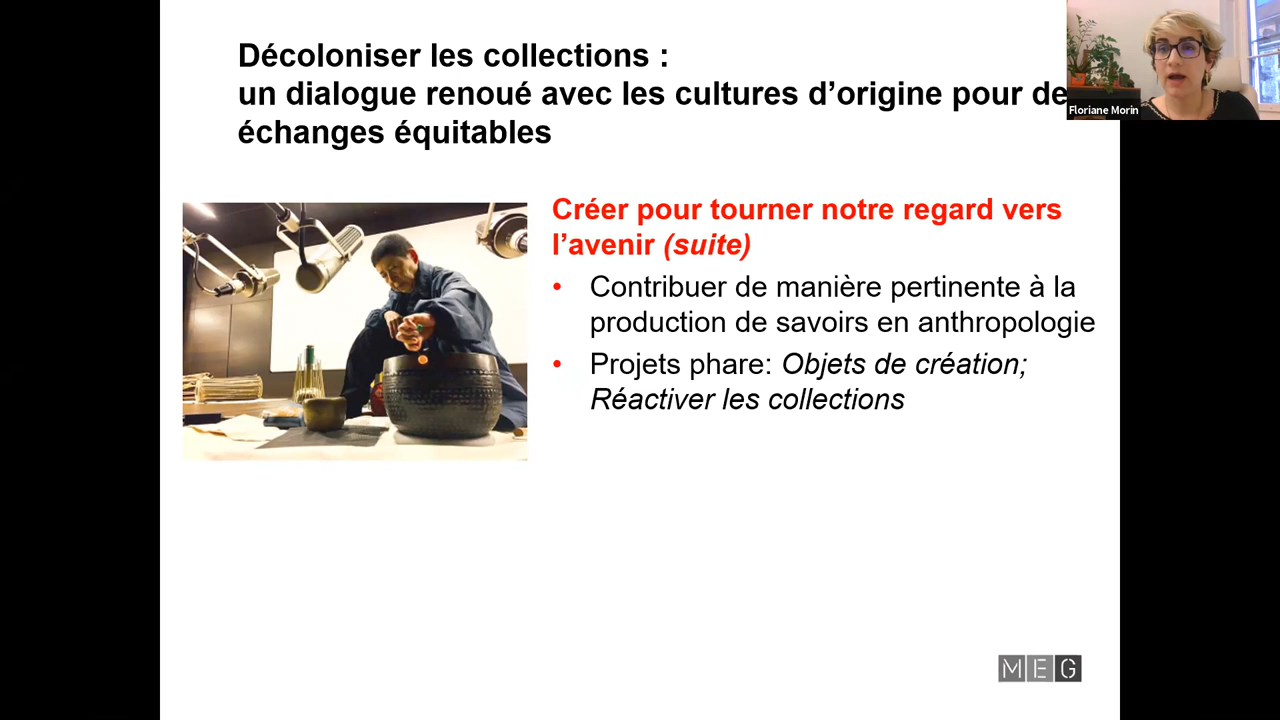 Décoloniser les collections :
un dialogue renoué avec les cultures d’origine pour de
échanges équitables
Floriane Morin
Créer pour tourner notre regard vers
l’avenir (suite)
• Contribuer de manière pertinente à la
production de savoirs en anthropologie
• Projets phare: Objets de création;
Réactiver les collections
MEG